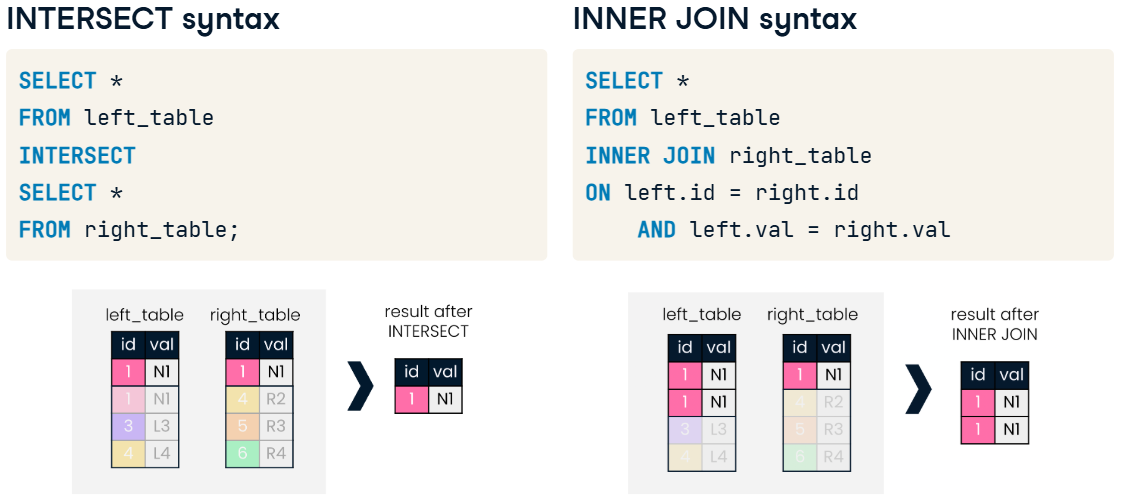 INTERSECT syntax
SELECT *
FROM left_table
INTERSECT
SELECT *
FROM right_table;
left_table right_table
id val id val
1 N1 1 N1
1 N1 4 R2
3 L3 5 R3
4 L4 6 R4
result after
INTERSECT
id val
1 N1
INNER JOIN syntax
SELECT *
FROM left_table
INNER JOIN right_table
ON left.id = right.id
AND left.val = right.val
left_table right_table
id val id val
1 N1 1 N1
1 N1 4 R2
3 L3 5 R3
4 L4 6 R4
result after
INNER JOIN
id val
1 N1
1 N1